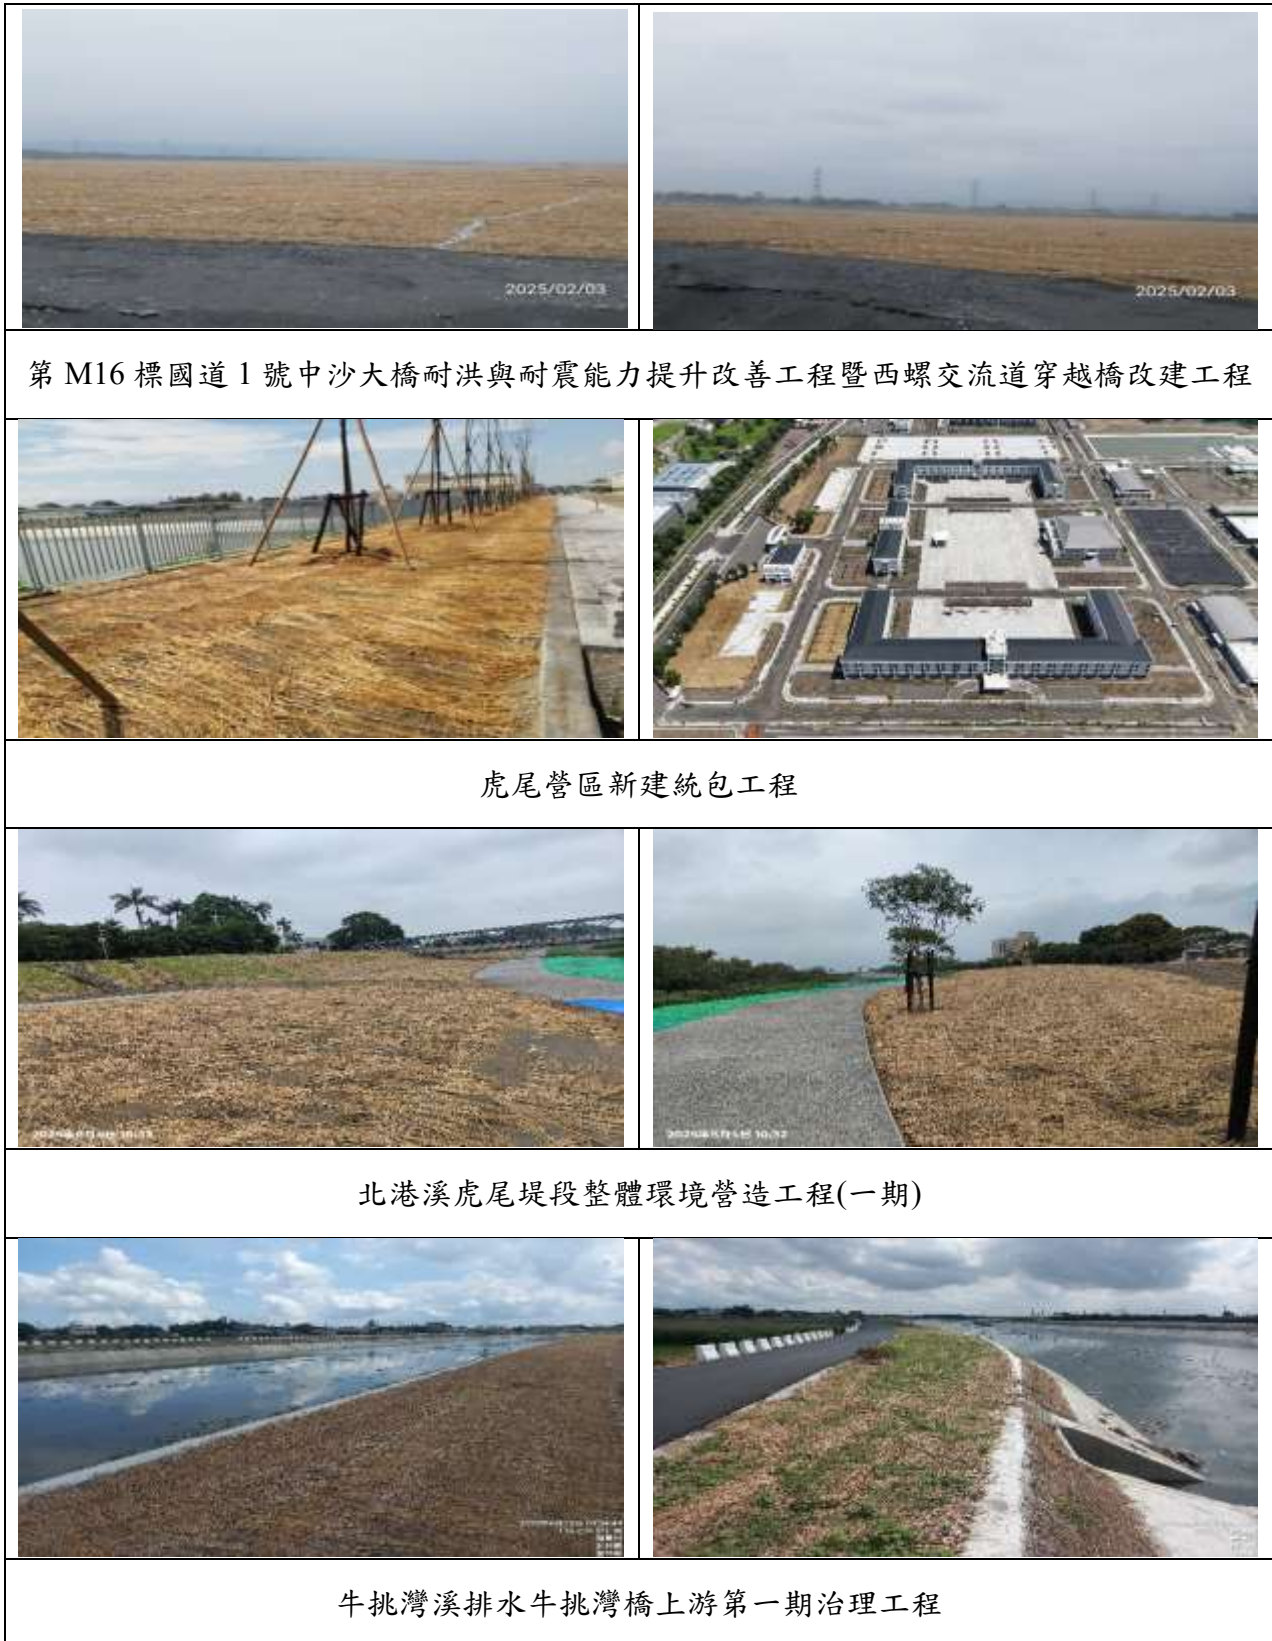 2025/02/03
2025/02/03
第 M16 標國道 1 號中沙大橋耐洪與耐震能力提升改善工程暨西螺交流道穿越橋改建工程
虎尾營區新建統包工程
北港溪虎尾堤段整體環境營造工程(一期)
牛挑灣溪排水牛挑灣橋上游第一期治理工程